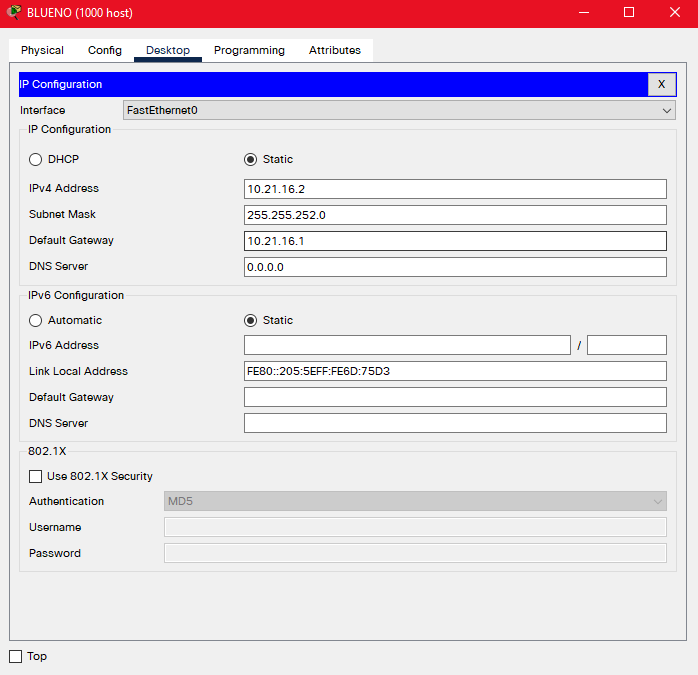 BLUENO (1000 host)
Physical Config Desktop Programming Attributes
IP Configuration X
Interface FastEthernet0
IP Configuration
DHCP Static
IPv4 Address 10.21.16.2
Subnet Mask 255.255.252.0
Default Gateway 10.21.16.1
DNS Server 0.0.0.0
IPv6 Configuration
Automatic Static
IPv6 Address /
Link Local Address FE80::205:5EFF:FE6D:75D3
Default Gateway
DNS Server
802.1X
Use 802.1X Security
Authentication MD5
Username
Password
Top